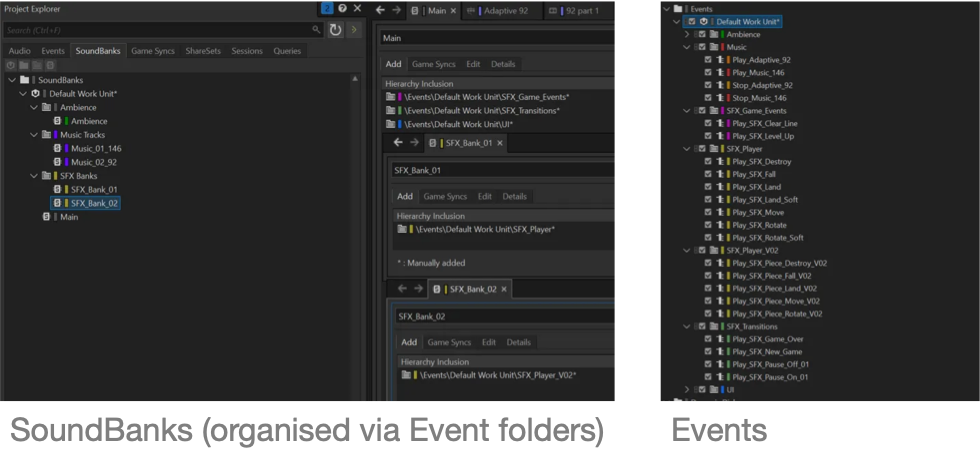 Project Explorer
2
Search (Ctrl+F)
Audio Events SoundBanks Game Syncs ShareSets Sessions Queries
SoundBanks
Default Work Unit*
Ambience
Ambience
Music Tracks
Music_01_146
Music_02_92
SFX Banks
SFX_Bank_01
SFX_Bank_02
Main
Main Adaptive 92 92 part 1
Main
Add Game Syncs Edit Details
Hierarchy Inclusion
\Events\Default Work Unit\SFX_Game_Events*
\Events\Default Work Unit\SFX_Transitions*
\Events\Default Work Unit\UI*
SFX_Bank_01
SFX_Bank_01
Add Game Syncs Edit Details
Hierarchy Inclusion
\Events\Default Work Unit\SFX_Player*
* : Manually added
SFX_Bank_02
SFX_Bank_02
Add Game Syncs Edit Details
Hierarchy Inclusion
\Events\Default Work Unit\SFX_Player_V02*
Events
Default Work Unit*
Ambience
Music
Play_Adaptive_92
Play_Music_146
Stop_Adaptive_92
Stop_Music_146
SFX_Game_Events
Play_SFX_Clear_Line
Play_SFX_Level_Up
SFX_Player
Play_SFX_Destroy
Play_SFX_Fall
Play_SFX_Land
Play_SFX_Land_Soft
Play_SFX_Move
Play_SFX_Rotate
Play_SFX_Rotate_Soft
SFX_Player_V02
Play_SFX_Piece_Destroy_V02
Play_SFX_Piece_Fall_V02
Play_SFX_Piece_Land_V02
Play_SFX_Piece_Move_V02
Play_SFX_Piece_Rotate_V02
SFX_Transitions
Play_SFX_Game_Over
Play_SFX_New_Game
Play_SFX_Pause_Off_01
Play_SFX_Pause_On_01
UI
SoundBanks (organised via Event folders)
Events